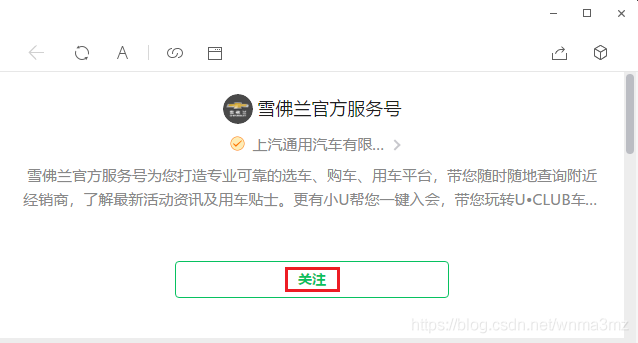 A
雪佛兰官方服务号
上汽通用汽车有限...
雪佛兰官方服务号为您打造专业可靠的选车、购车、用车平台，带您随时随地查询附近
经销商，了解最新活动资讯及用车贴士。更有小U帮您一键入会，带您玩转U•CLUB车...
关注
https://blog.csdn.net/wnma3mz